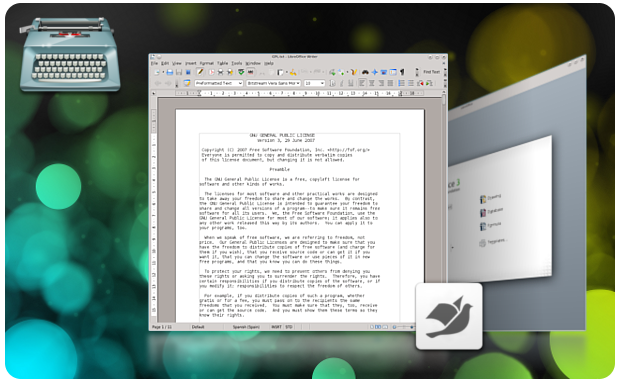 GPL.txt - LibreOffice Writer
File Edit View Insert Format Table Tools Window Help
Find Text
Preformatted Text
Bitstream Vera Sans Mo
GNU GENERAL PUBLIC LICENSE
Version 3, 29 June 2007
Copyright (C) 2007 Free Software Foundation, Inc. <http://fsf.org/>
Everyone is permitted to copy and distribute verbatim copies
of this license document, but changing it is not allowed.
Preamble
The GNU General Public License is a free, copyleft license for
software and other kinds of works.
The licenses for most software and other practical works are designed
to take away your freedom to share and change the works.  By contrast,
the GNU General Public License is intended to guarantee your freedom to
share and change all versions of a program--to make sure it remains free
software for all its users.  We, the Free Software Foundation, use the
GNU General Public License for most of our software; it applies also to
any other work released this way by its authors.  You can apply it to
your programs, too.
When we speak of free software, we are referring to freedom, not
price.  Our General Public Licenses are designed to make sure that you
have the freedom to distribute copies of free software (and charge for
them if you wish), that you receive source code or can get it if you
want it, that you can change the software or use pieces of it in new
free programs, and that you know you can do these things.
To protect your rights, we need to prevent others from denying you
these rights or asking you to surrender the rights.  Therefore, you have
certain responsibilities if you distribute copies of the software, or if
you modify it: responsibilities to respect the freedom of others.
For example, if you distribute copies of such a program, whether
gratis or for a fee, you must pass on to the recipients the same
freedoms that you received.  You must make sure that they, too, receive
or can get the source code.  And you must show them these terms so they
know their rights.
Page 1 / 11 Default Spanish (Spain) INSRT STD